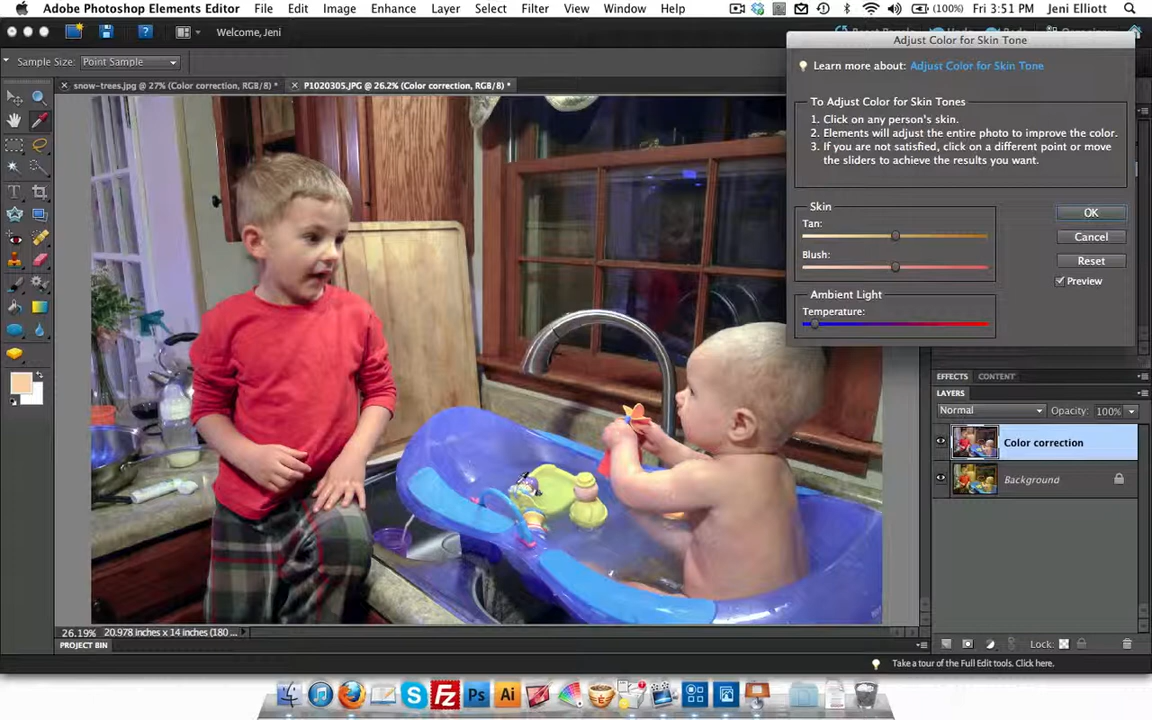 Adobe Photoshop Elements Editor File Edit Image Enhance Layer Select Filter View Window Help (100%) Fri 3:51 PM Jeni Elliott
Welcome, Jeni
Adjust Color for Skin Tone
Sample Size: Point Sample
Learn more about: Adjust Color for Skin Tone
snow-trees.jpg @ 27% (Color correction, RGB/8) *
P1020305.JPG @ 26.2% (Color correction, RGB/8) *
To Adjust Color for Skin Tones
1. Click on any person's skin.
2. Elements will adjust the entire photo to improve the color.
3. If you are not satisfied, click on a different point or move
the sliders to achieve the results you want.
Skin
Tan:
Blush:
OK
Cancel
Reset
Preview
Ambient Light
Temperature:
EFFECTS CONTENT
LAYERS
Normal Opacity: 100%
Color correction
Background
26.19% 20.978 inches x 14 inches (180 ...
PROJECT BIN
Lock:
Take a tour of the Full Edit tools. Click here.
Ps
Ai